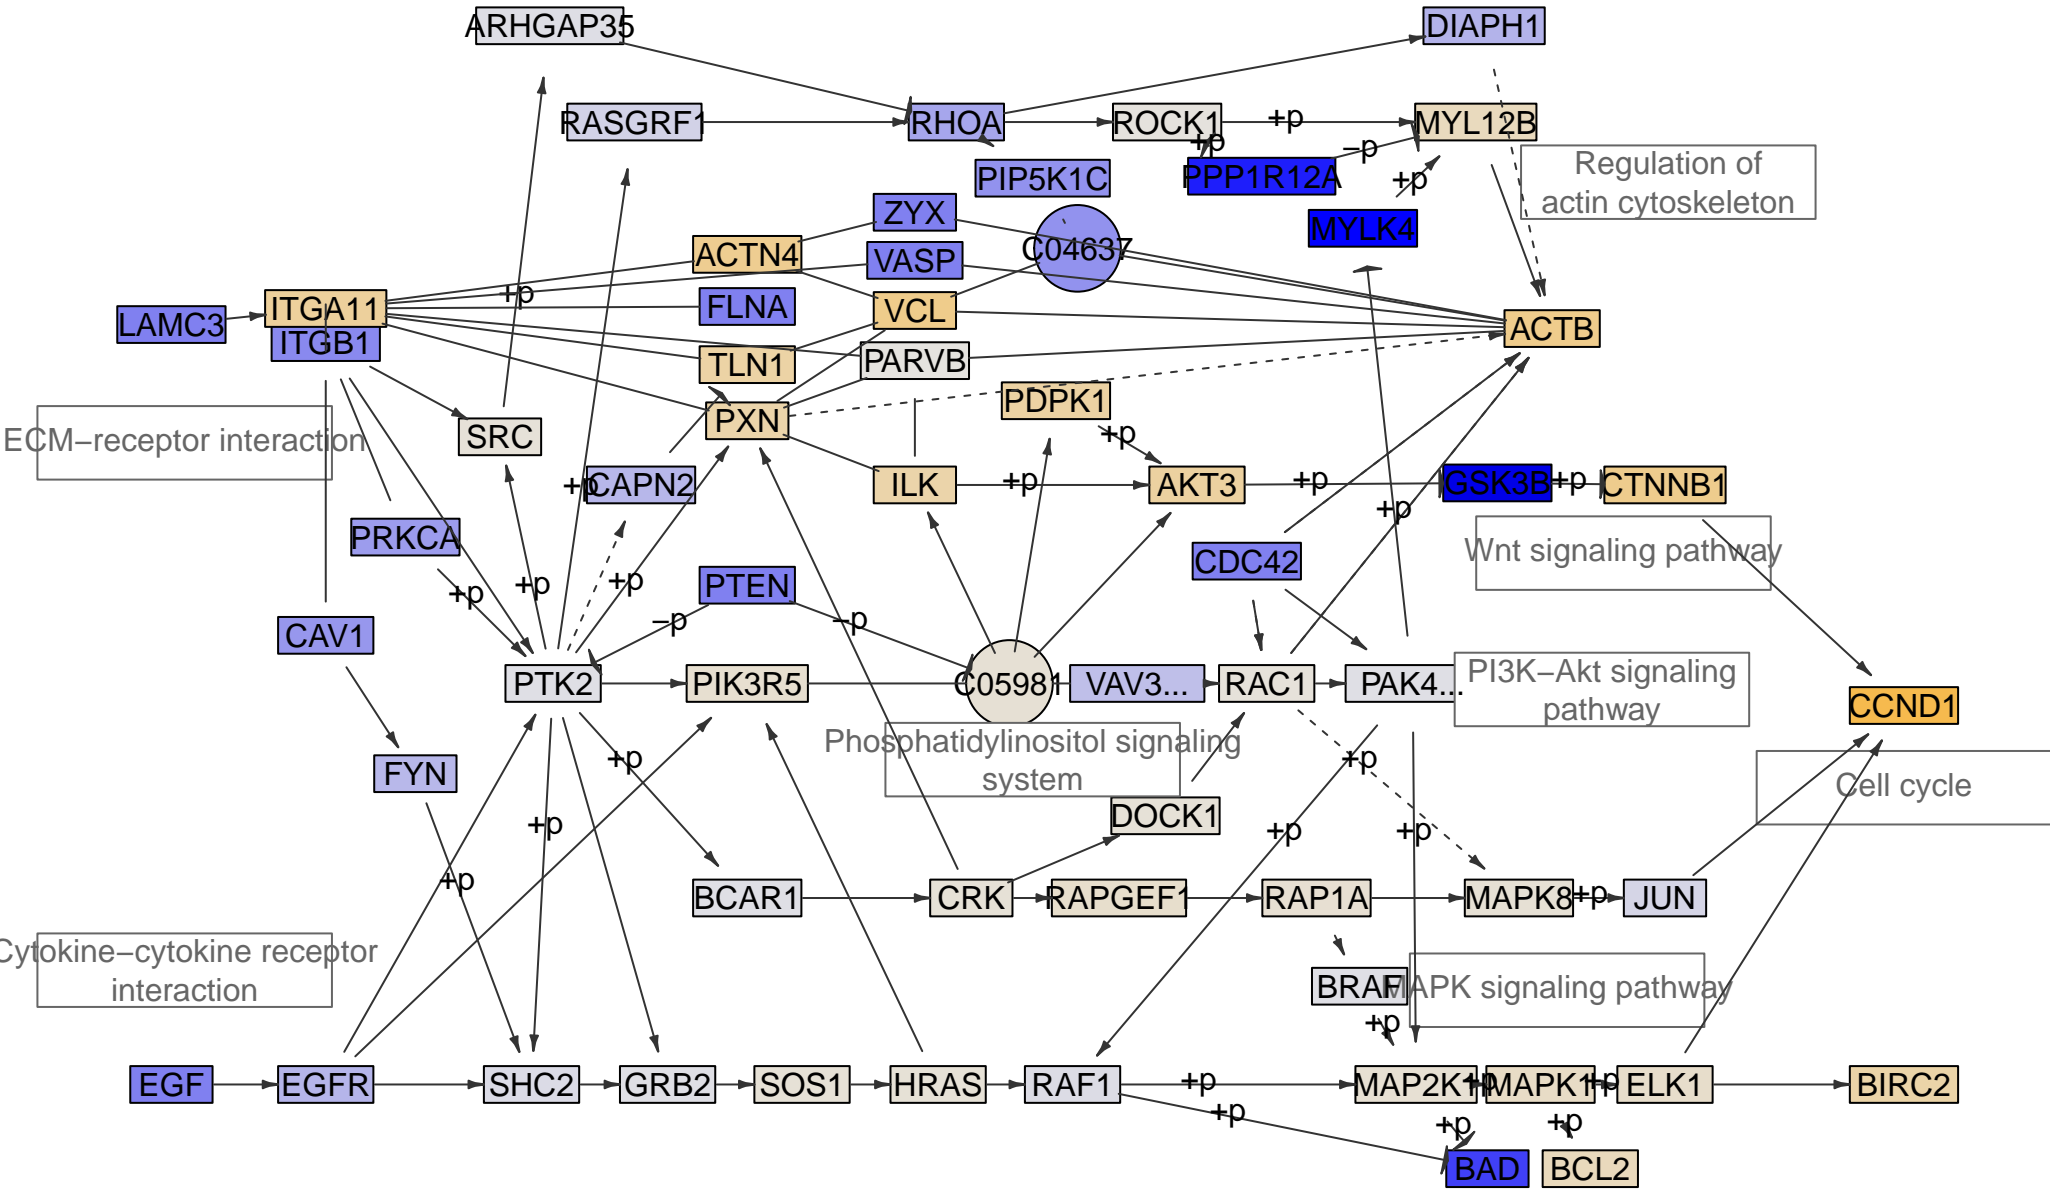 ARHGAP35
DIAPH1
RASGRF1
RHOA
ROCK1
+p
MYL12B
+p
−p
PIP5K1C
PPP1R12A
+p
Regulation of
actin cytoskeleton
ZYX
MYLK4
ACTN4
VASP
C04637
+p
LAMC3
ITGA11
FLNA
VCL
ACTB
ITGB1
TLN1
PARVB
PDPK1
PXN
+p
ECM−receptor interaction
SRC
+p
CAPN2
ILK
+p
AKT3
+p
GSK3B
+p
CTNNB1
+p
PRKCA
CDC42
Wnt signaling pathway
+p
+p
+p
PTEN
−p
−p
CAV1
PTK2
PIK3R5
C05981
VAV3...
RAC1
PAK4...
PI3K−Akt signaling
pathway
CCND1
FYN
+p
Phosphatidylinositol signaling
system
+p
Cell cycle
DOCK1
+p
+p
+p
+p
BCAR1
CRK
RAPGEF1
RAP1A
MAPK8
+p
JUN
Cytokine−cytokine receptor
interaction
BRAF
MAPK signaling pathway
+p
EGF
EGFR
SHC2
GRB2
SOS1
HRAS
RAF1
+p
MAP2K1
+p
MAPK1
+p
ELK1
BIRC2
+p
+p
+p
BAD
BCL2